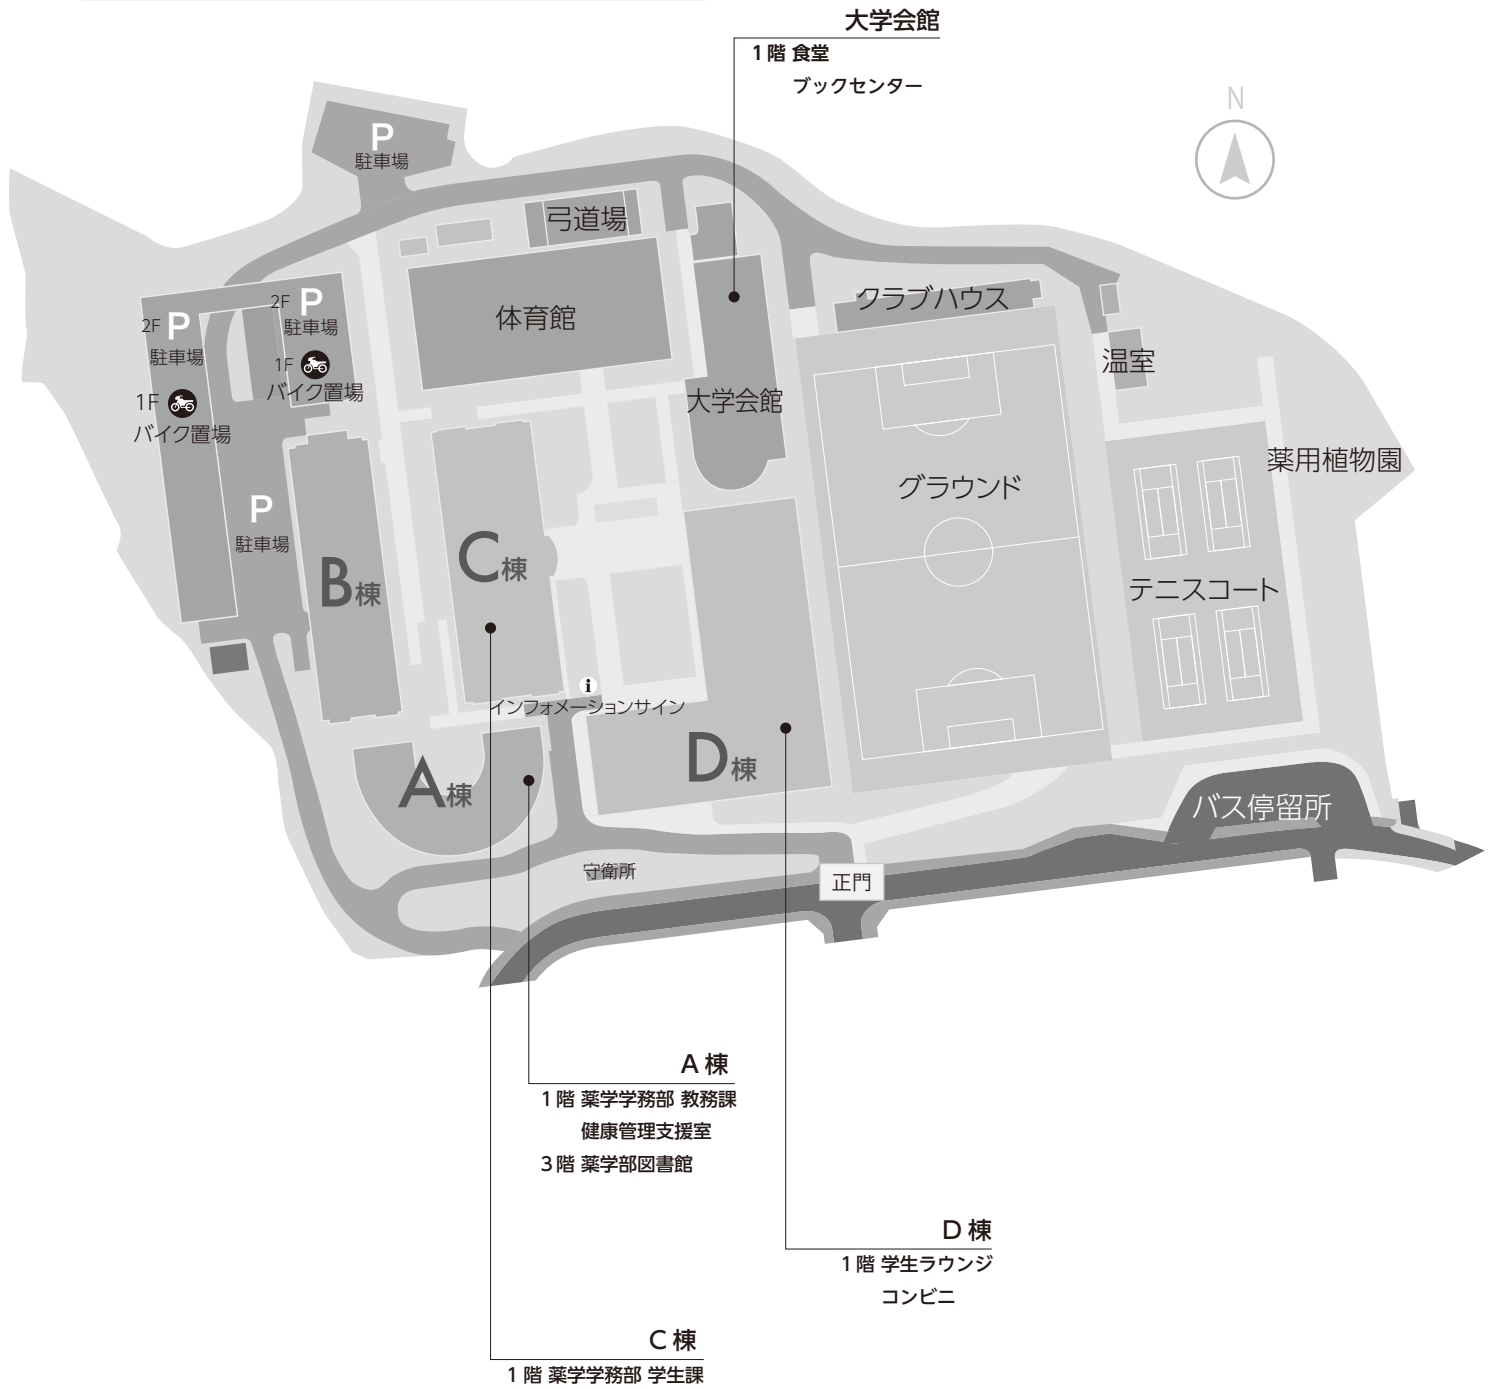 大学会館
1階 食堂
ブックセンター
N
P
駐車場
弓道場
体育館
クラブハウス
2F P
駐車場
1F
バイク置場
2F P
駐車場
1F
バイク置場
温室
大学会館
薬用植物園
グラウンド
P
駐車場
B棟
C棟
テニスコート
i
インフォメーションサイン
A棟
D棟
バス停留所
守衛所
正門
A棟
1階 薬学学務部 教務課
健康管理支援室
3階 薬学部図書館
D棟
1階 学生ラウンジ
コンビニ
C棟
1階 薬学学務部 学生課